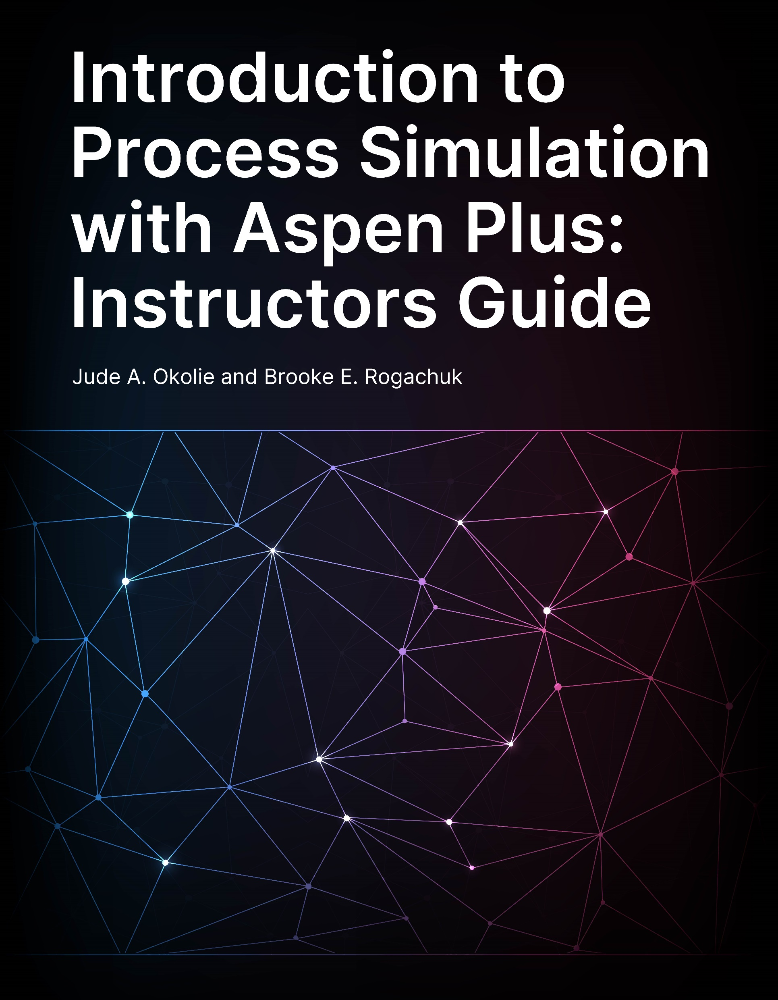 Introduction to
Process Simulation
with Aspen Plus:
Instructors Guide
Jude A. Okolie and Brooke E. Rogachuk